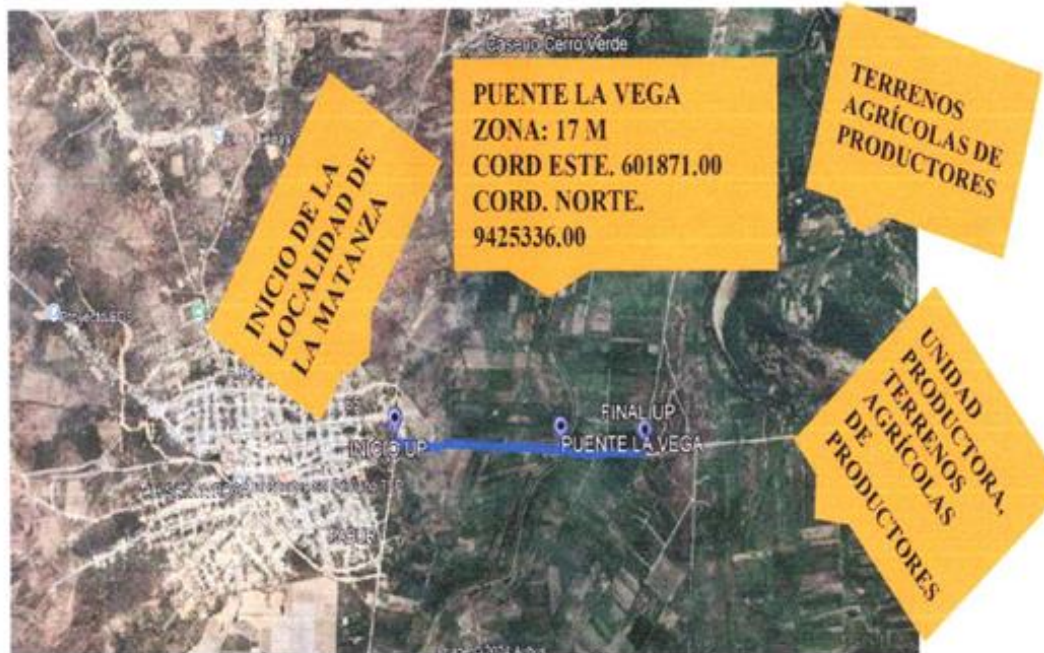 Caserio Cerro Verde
PUENTE LA VEGA
ZONA: 17 M
CORD ESTE. 601871.00
CORD. NORTE.
9425336.00
TERRENOS
AGRÍCOLAS DE
PRODUCTORES
INICIO DE LA
LOCALIDAD DE
LA MATANZA
UNIDAD
PRODUCTORA.
TERRENOS
AGRÍCOLAS
DE
PRODUCTORES
FINAL UP
INICIO UP
PUENTE LA VEGA